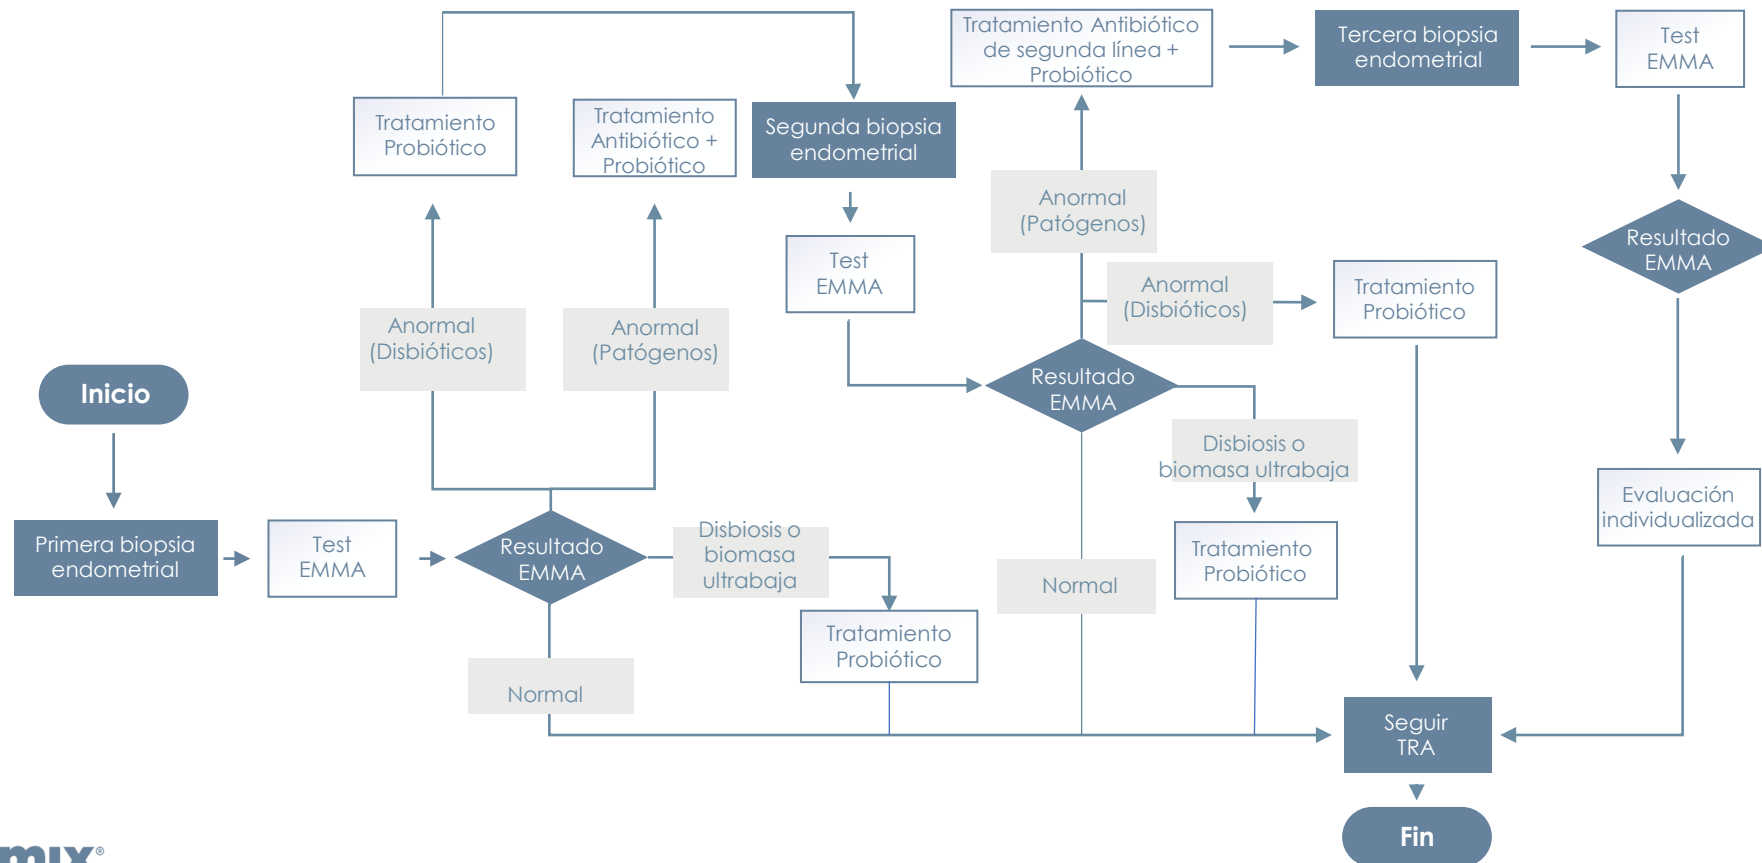 Tratamiento Antibiótico
de segunda línea +
Probiótico
Tercera biopsia
endometrial
Test
EMMA
Tratamiento
Probiótico
Tratamiento
Antibiótico +
Probiótico
Segunda biopsia
endometrial
Anormal
(Patógenos)
Resultado
EMMA
Test
EMMA
Anormal
(Disbióticos)
Tratamiento
Probiótico
Anormal
(Disbióticos)
Anormal
(Patógenos)
Inicio
Resultado
EMMA
Disbiosis o
biomasa ultrabaja
Evaluación
individualizada
Primera biopsia
endometrial
Test
EMMA
Resultado
EMMA
Disbiosis o
biomasa
ultrabaja
Tratamiento
Probiótico
Normal
Tratamiento
Probiótico
Normal
Seguir
TRA
Fin
mix®